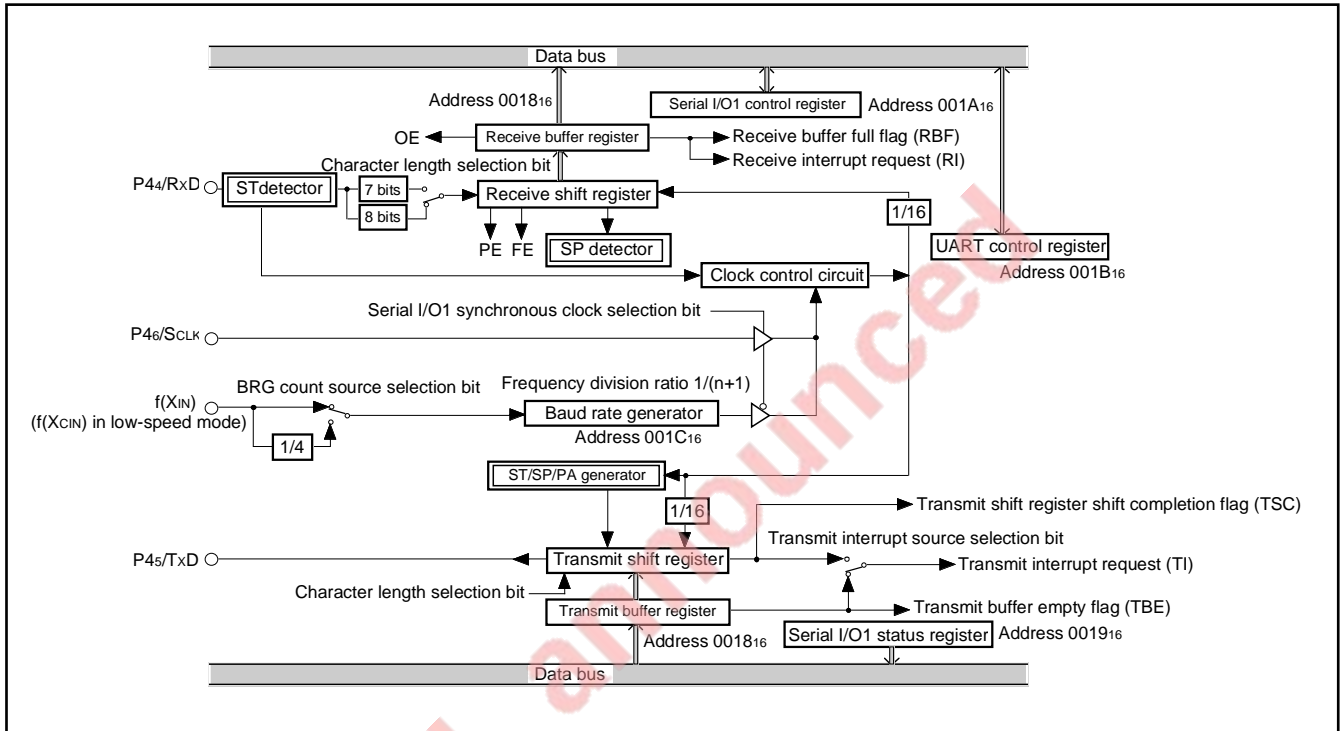 Data bus
Address 001816
Serial I/O1 control register
Address 001A16
OE
Receive buffer register
Receive buffer full flag (RBF)
Receive interrupt request (RI)
Character length selection bit
P44/RXD
STdetector
7 bits
8 bits
Receive shift register
1/16
PE
FE
SP detector
UART control register
Address 001B16
Clock control circuit
Serial I/O1 synchronous clock selection bit
P46/SCLK
BRG count source selection bit
Frequency division ratio 1/(n+1)
f(XIN)
(f(XCIN) in low-speed mode)
Baud rate generator
Address 001C16
1/4
ST/SP/PA generator
1/16
Transmit shift register shift completion flag (TSC)
Transmit interrupt source selection bit
P45/TXD
Transmit shift register
Transmit interrupt request (TI)
Character length selection bit
Transmit buffer register
Transmit buffer empty flag (TBE)
Address 001816
Serial I/O1 status register
Address 001916
Data bus
announced